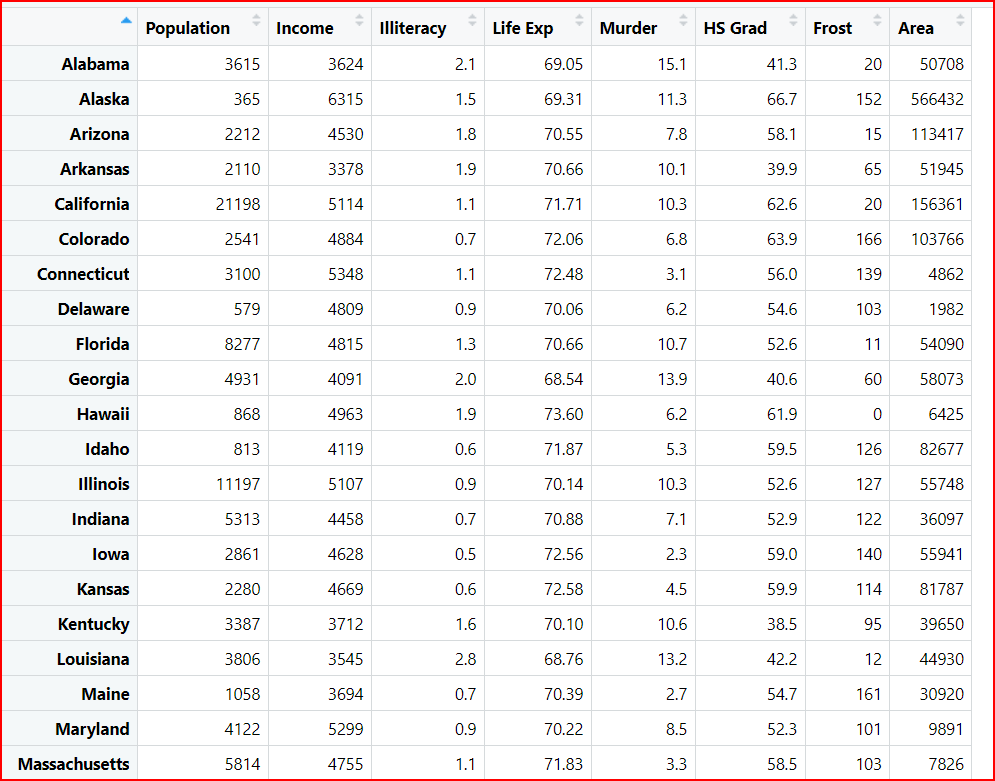 Population Income Illiteracy Life Exp Murder HS Grad Frost Area
Alabama 3615 3624 2.1 69.05 15.1 41.3 20 50708
Alaska 365 6315 1.5 69.31 11.3 66.7 152 566432
Arizona 2212 4530 1.8 70.55 7.8 58.1 15 113417
Arkansas 2110 3378 1.9 70.66 10.1 39.9 65 51945
California 21198 5114 1.1 71.71 10.3 62.6 20 156361
Colorado 2541 4884 0.7 72.06 6.8 63.9 166 103766
Connecticut 3100 5348 1.1 72.48 3.1 56.0 139 4862
Delaware 579 4809 0.9 70.06 6.2 54.6 103 1982
Florida 8277 4815 1.3 70.66 10.7 52.6 11 54090
Georgia 4931 4091 2.0 68.54 13.9 40.6 60 58073
Hawaii 868 4963 1.9 73.60 6.2 61.9 0 6425
Idaho 813 4119 0.6 71.87 5.3 59.5 126 82677
Illinois 11197 5107 0.9 70.14 10.3 52.6 127 55748
Indiana 5313 4458 0.7 70.88 7.1 52.9 122 36097
Iowa 2861 4628 0.5 72.56 2.3 59.0 140 55941
Kansas 2280 4669 0.6 72.58 4.5 59.9 114 81787
Kentucky 3387 3712 1.6 70.10 10.6 38.5 95 39650
Louisiana 3806 3545 2.8 68.76 13.2 42.2 12 44930
Maine 1058 3694 0.7 70.39 2.7 54.7 161 30920
Maryland 4122 5299 0.9 70.22 8.5 52.3 101 9891
Massachusetts 5814 4755 1.1 71.83 3.3 58.5 103 7826